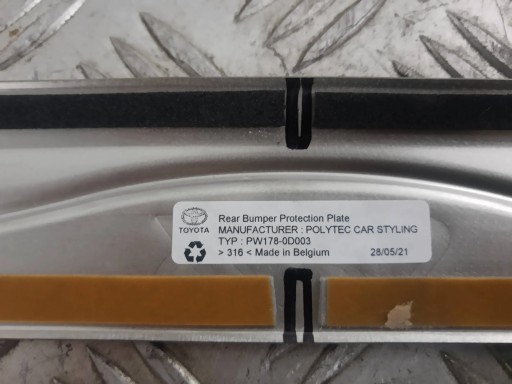 Rear Bumper Protection Plate
TOYOTA MANUFACTURER : POLYTEC CAR STYLING
TYP : PW178-0D003
> 316 < Made in Belgium 28/05/21